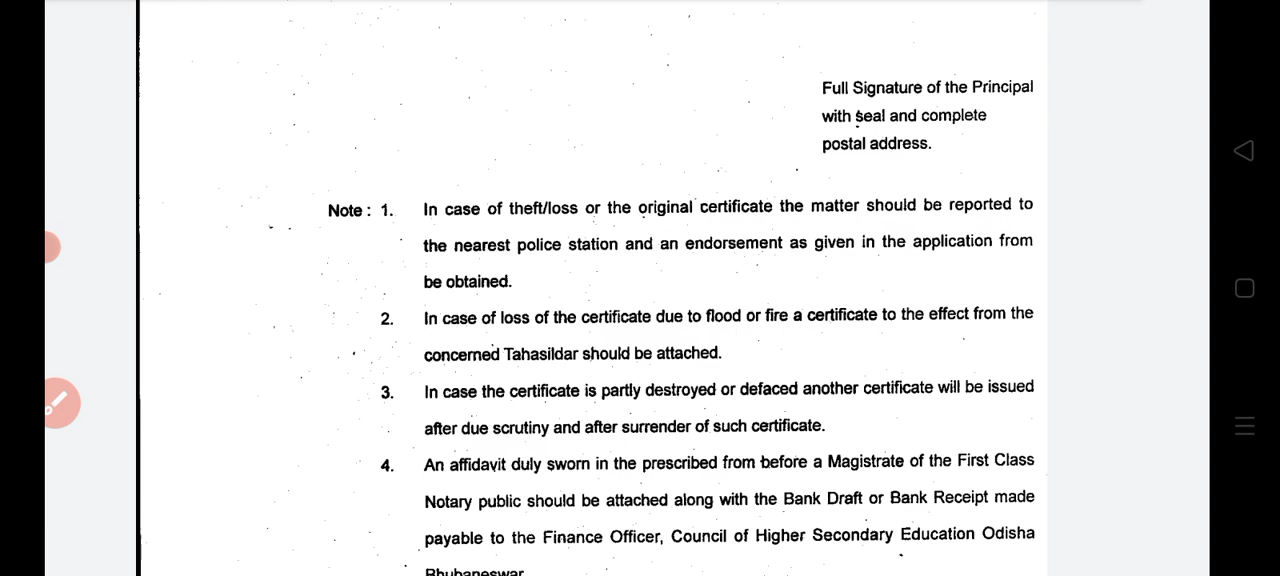 Full Signature of the Principal
with seal and complete
postal address.
Note : 1. In case of theft/loss or the original certificate the matter should be reported to
the nearest police station and an endorsement as given in the application from
be obtained.
2. In case of loss of the certificate due to flood or fire a certificate to the effect from the
concerned Tahasildar should be attached.
3. In case the certificate is partly destroyed or defaced another certificate will be issued
after due scrutiny and after surrender of such certificate.
4. An affidavit duly sworn in the prescribed from before a Magistrate of the First Class
Notary public should be attached along with the Bank Draft or Bank Receipt made
payable to the Finance Officer, Council of Higher Secondary Education Odisha
Bhubaneswar